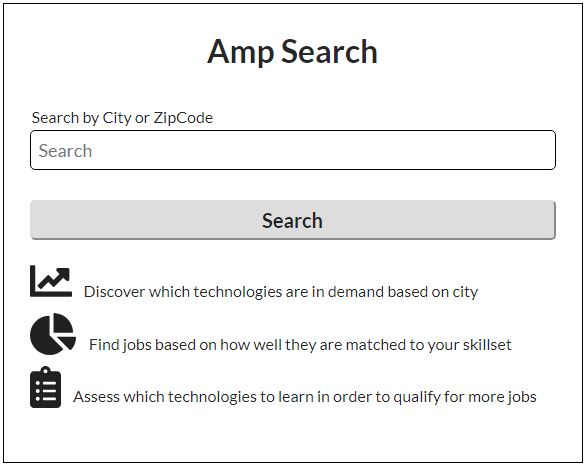 Amp Search
Search by City or ZipCode
Search
Search
Discover which technologies are in demand based on city
Find jobs based on how well they are matched to your skillset
Assess which technologies to learn in order to qualify for more jobs